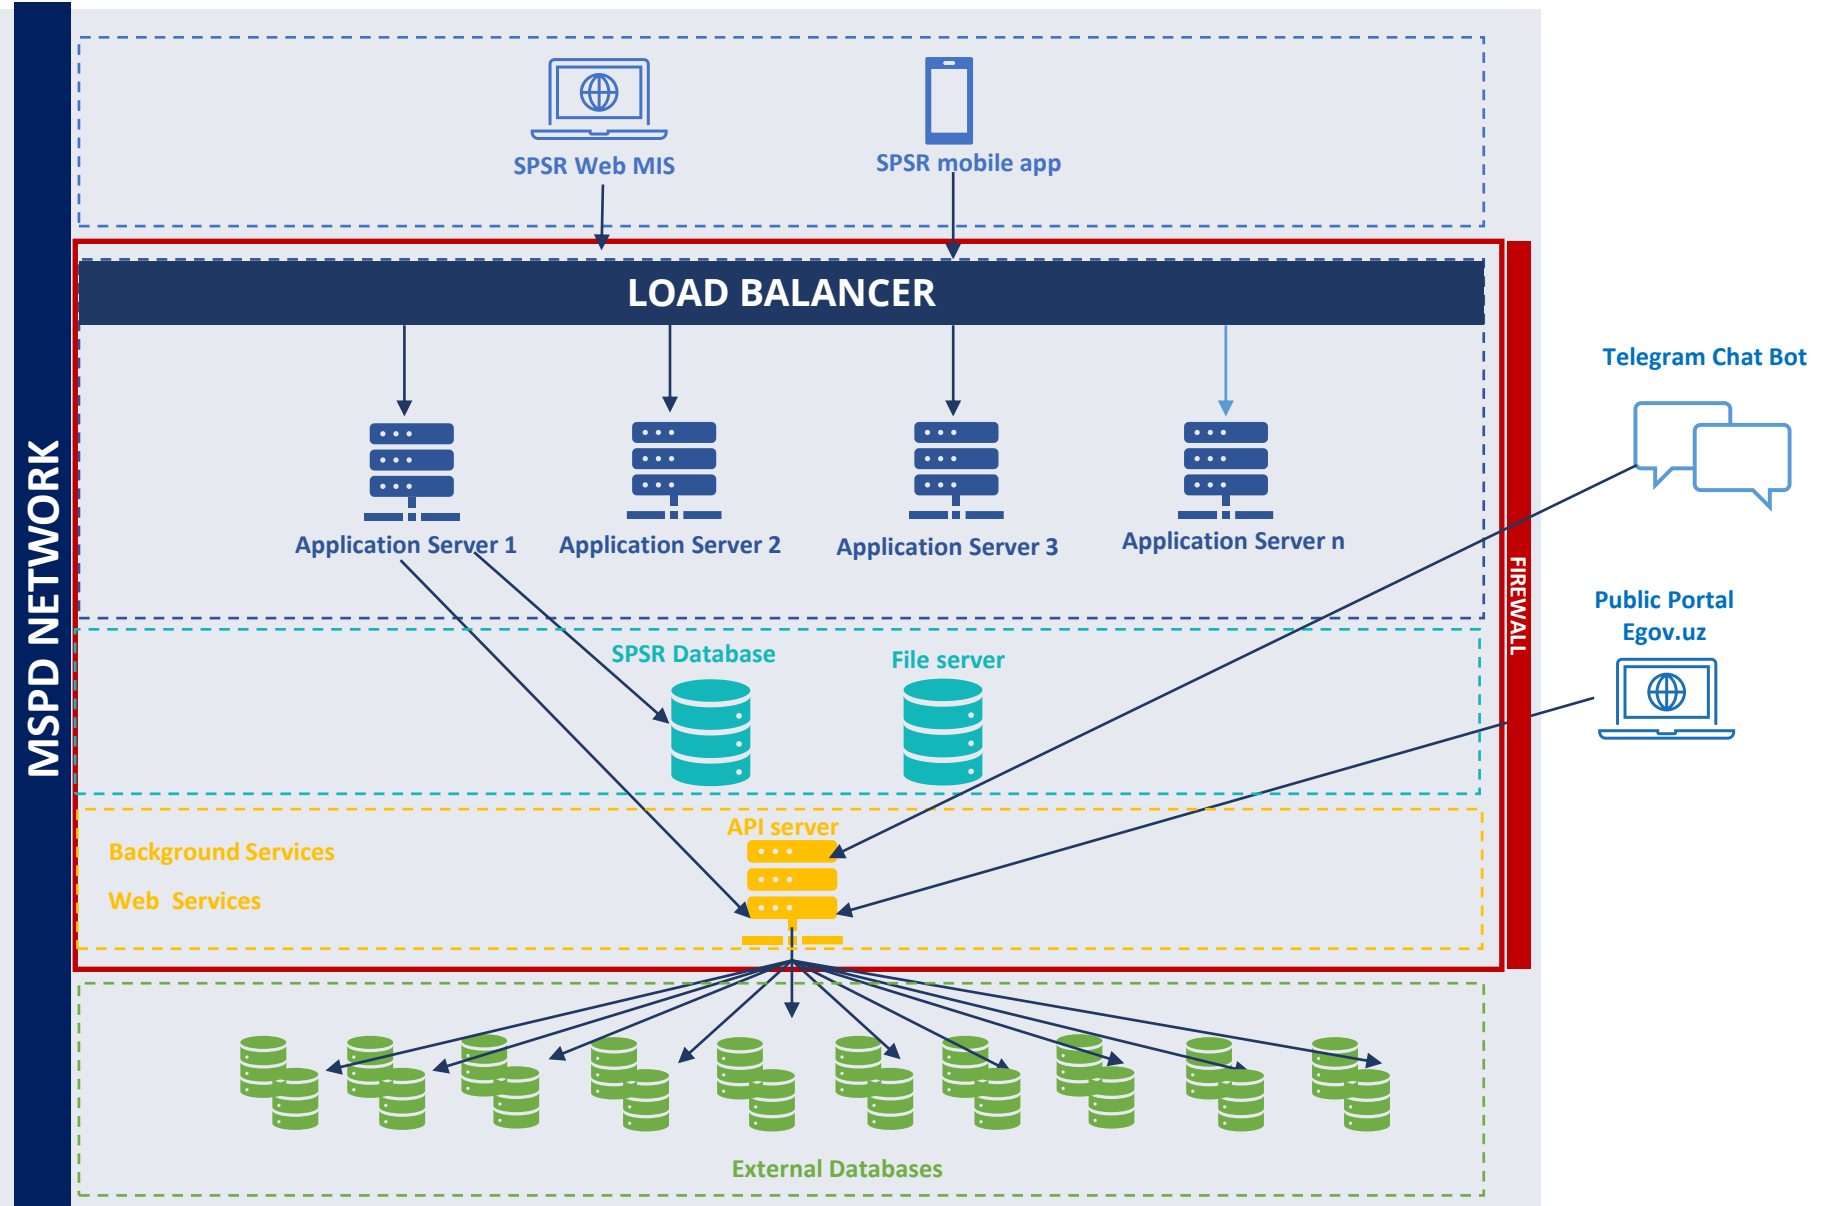 MSPD NETWORK
SPSR Web MIS
SPSR mobile app
LOAD BALANCER
Application Server 1
Application Server 2
Application Server 3
Application Server n
Telegram Chat Bot
FIREWALL
Public Portal
Egov.uz
SPSR Database
File server
API server
Background Services
Web  Services
External Databases